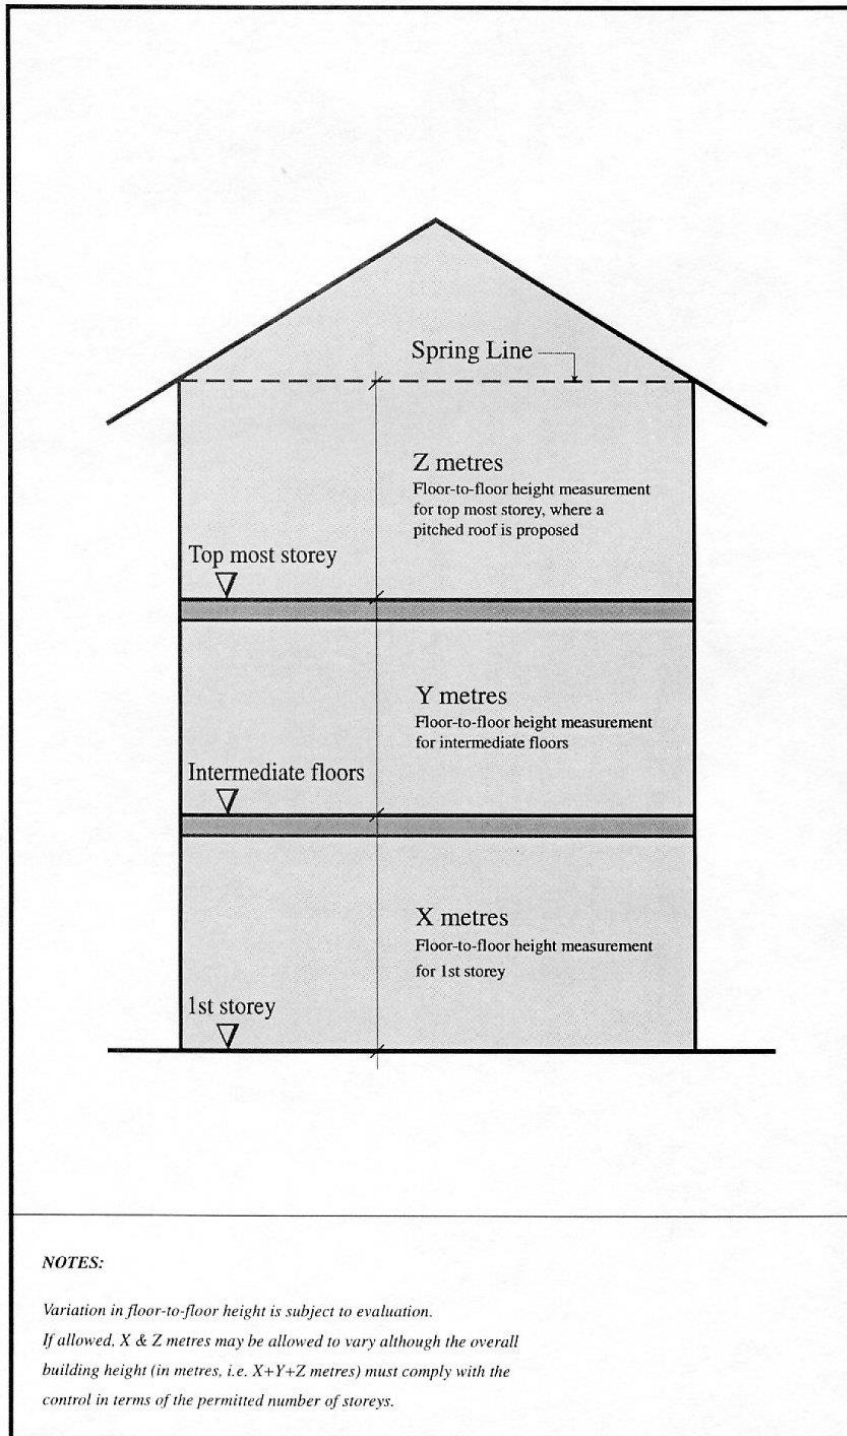 Spring Line
Z metres
Floor-to-floor height measurement
for top most storey, where a
pitched roof is proposed
Top most storey
Y metres
Floor-to-floor height measurement
for intermediate floors
Intermediate floors
X metres
Floor-to-floor height measurement
for 1st storey
1st storey
NOTES:
Variation in floor-to-floor height is subject to evaluation.
If allowed, X & Z metres may be allowed to vary although the overall
building height (in metres, i.e. X+Y+Z metres) must comply with the
control in terms of the permitted number of storeys.